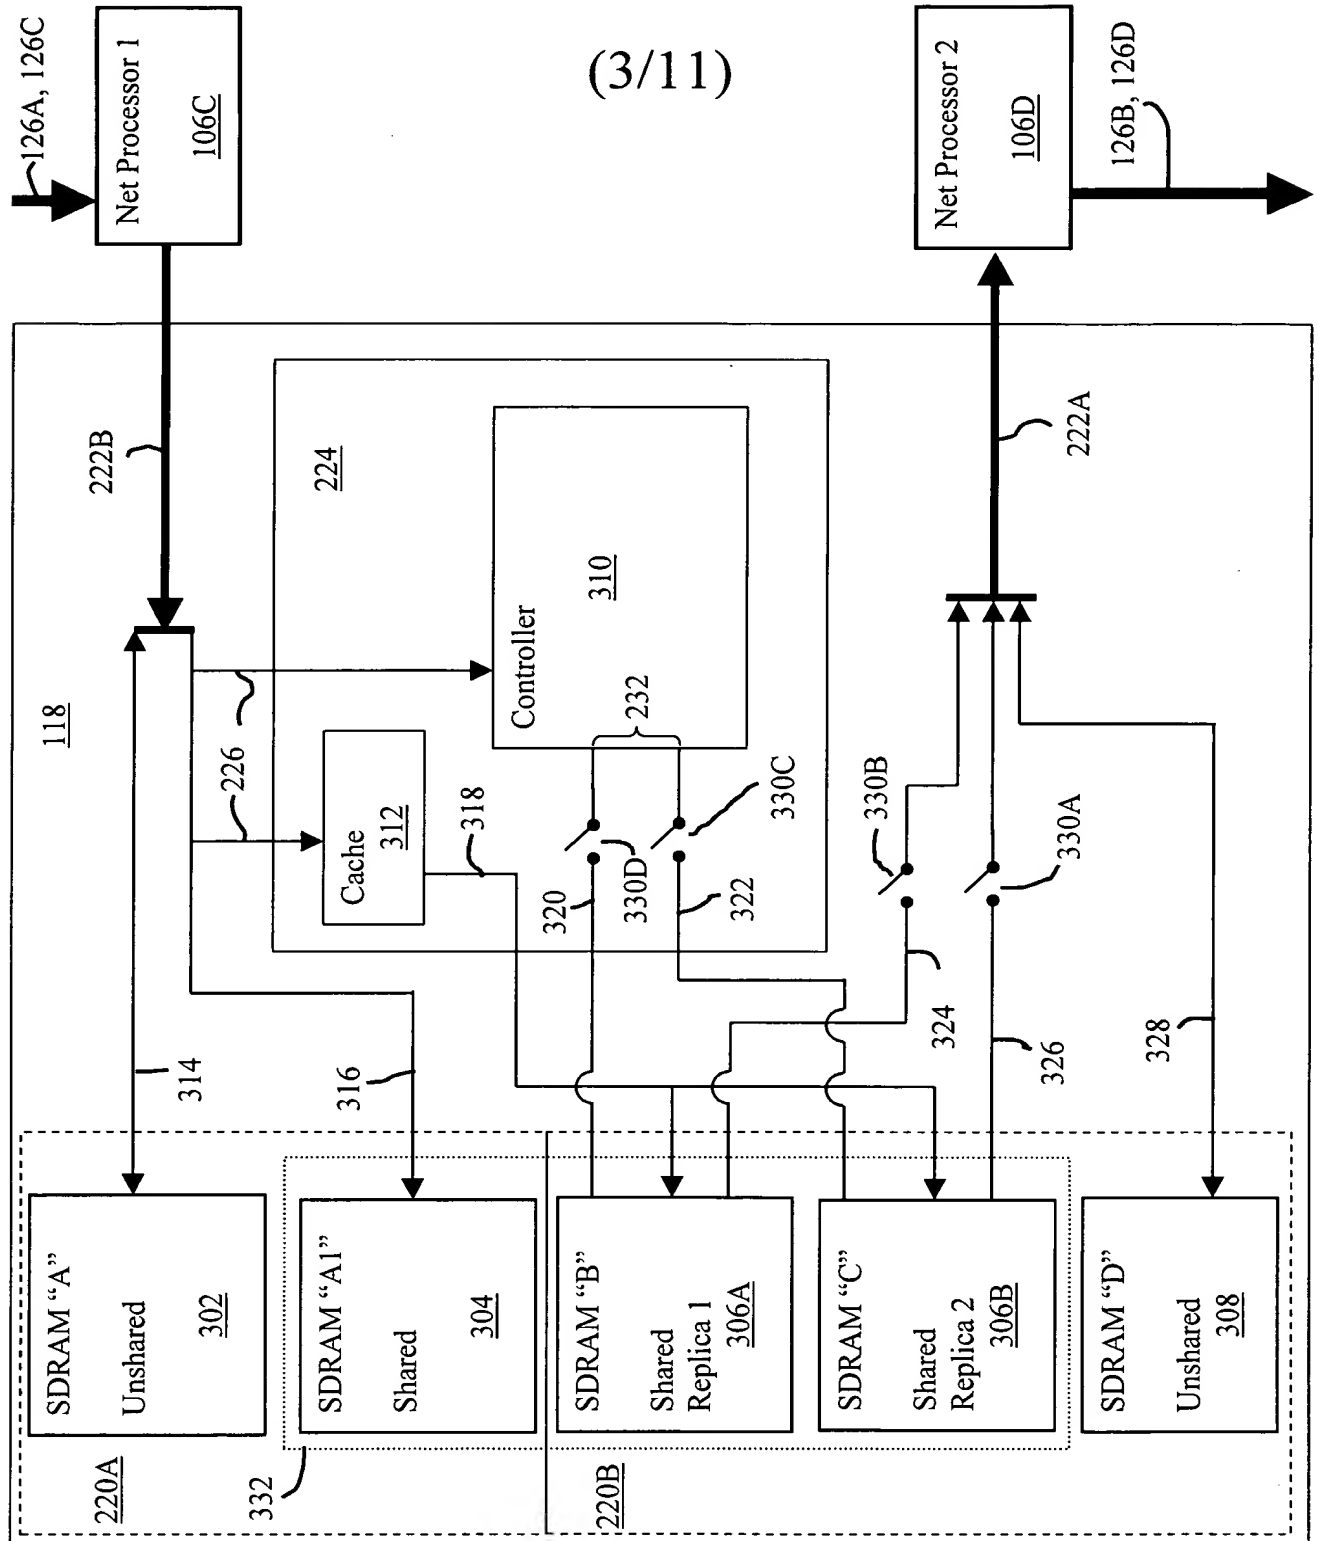 (3/11)
126A, 126C
Net Processor 1
106C
222B
118
224
226
226
Cache
312
318
Controller
310
232
330D
330C
320
322
314
316
Net Processor 2
106D
126B, 126D
222A
330B
330A
324
326
328
220A
332
220B
SDRAM “A”
Unshared
302
SDRAM “A1”
Shared
304
SDRAM “B”
Shared
Replica 1
306A
SDRAM “C”
Shared
Replica 2
306B
SDRAM “D”
Unshared
308